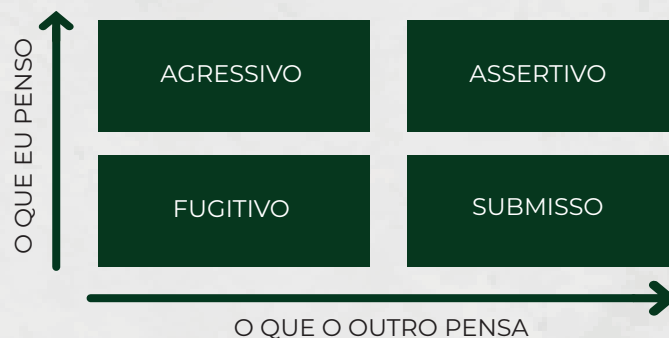 O QUE EU PENSO
AGRESSIVO
ASSERTIVO
FUGITIVO
SUBMISSO
O QUE O OUTRO PENSA